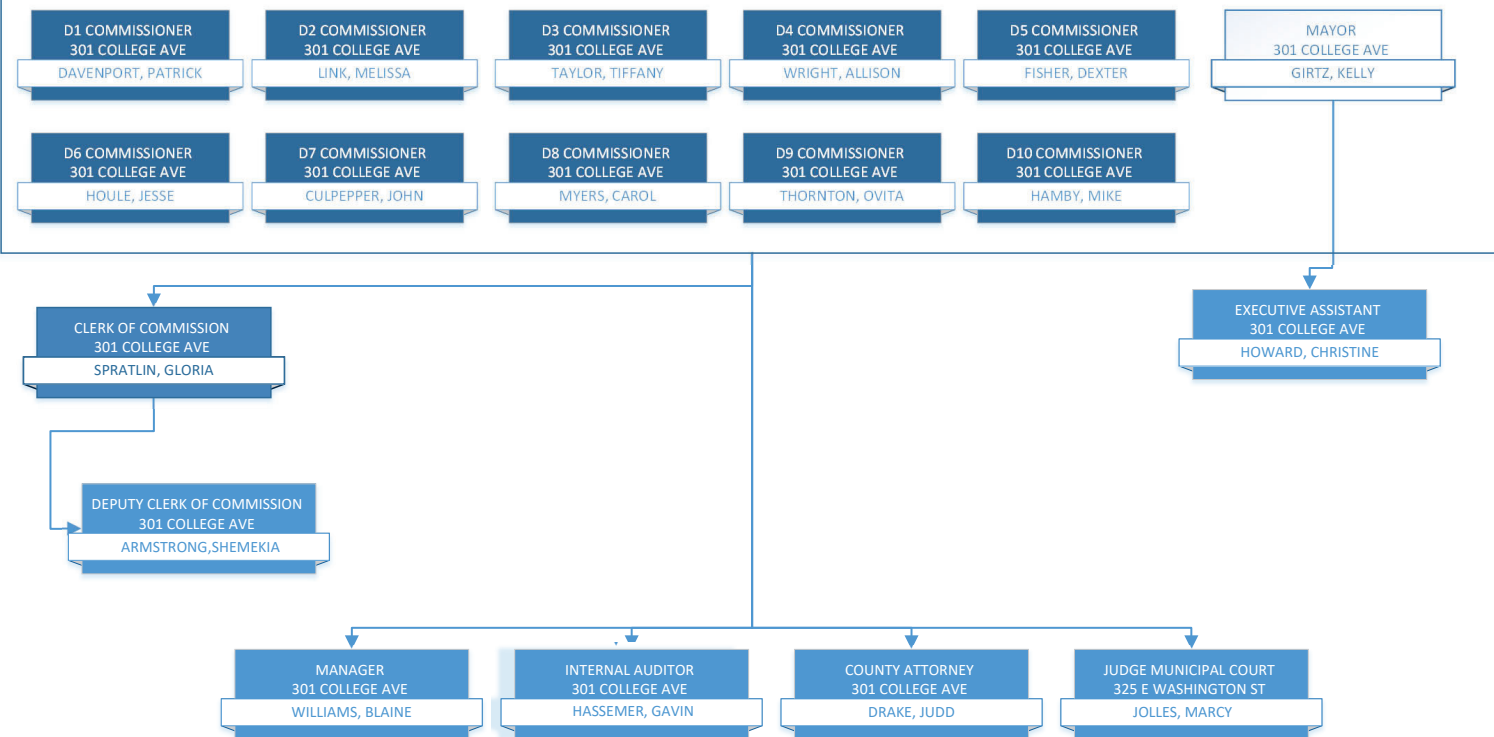 D1 COMMISSIONER
301 COLLEGE AVE
DAVENPORT, PATRICK
D2 COMMISSIONER
301 COLLEGE AVE
LINK, MELISSA
D3 COMMISSIONER
301 COLLEGE AVE
TAYLOR, TIFFANY
D4 COMMISSIONER
301 COLLEGE AVE
WRIGHT, ALLISON
D5 COMMISSIONER
301 COLLEGE AVE
FISHER, DEXTER
MAYOR
301 COLLEGE AVE
GIRTZ, KELLY
D6 COMMISSIONER
301 COLLEGE AVE
HOULE, JESSE
D7 COMMISSIONER
301 COLLEGE AVE
CULPEPPER, JOHN
D8 COMMISSIONER
301 COLLEGE AVE
MYERS, CAROL
D9 COMMISSIONER
301 COLLEGE AVE
THORNTON, OVITA
D10 COMMISSIONER
301 COLLEGE AVE
HAMBY, MIKE
CLERK OF COMMISSION
301 COLLEGE AVE
SPRATLIN, GLORIA
EXECUTIVE ASSISTANT
301 COLLEGE AVE
HOWARD, CHRISTINE
DEPUTY CLERK OF COMMISSION
301 COLLEGE AVE
ARMSTRONG,SHEMEKIA
MANAGER
301 COLLEGE AVE
WILLIAMS, BLAINE
INTERNAL AUDITOR
301 COLLEGE AVE
HASSEMER, GAVIN
COUNTY ATTORNEY
301 COLLEGE AVE
DRAKE, JUDD
JUDGE MUNICIPAL COURT
325 E WASHINGTON ST
JOLLES, MARCY